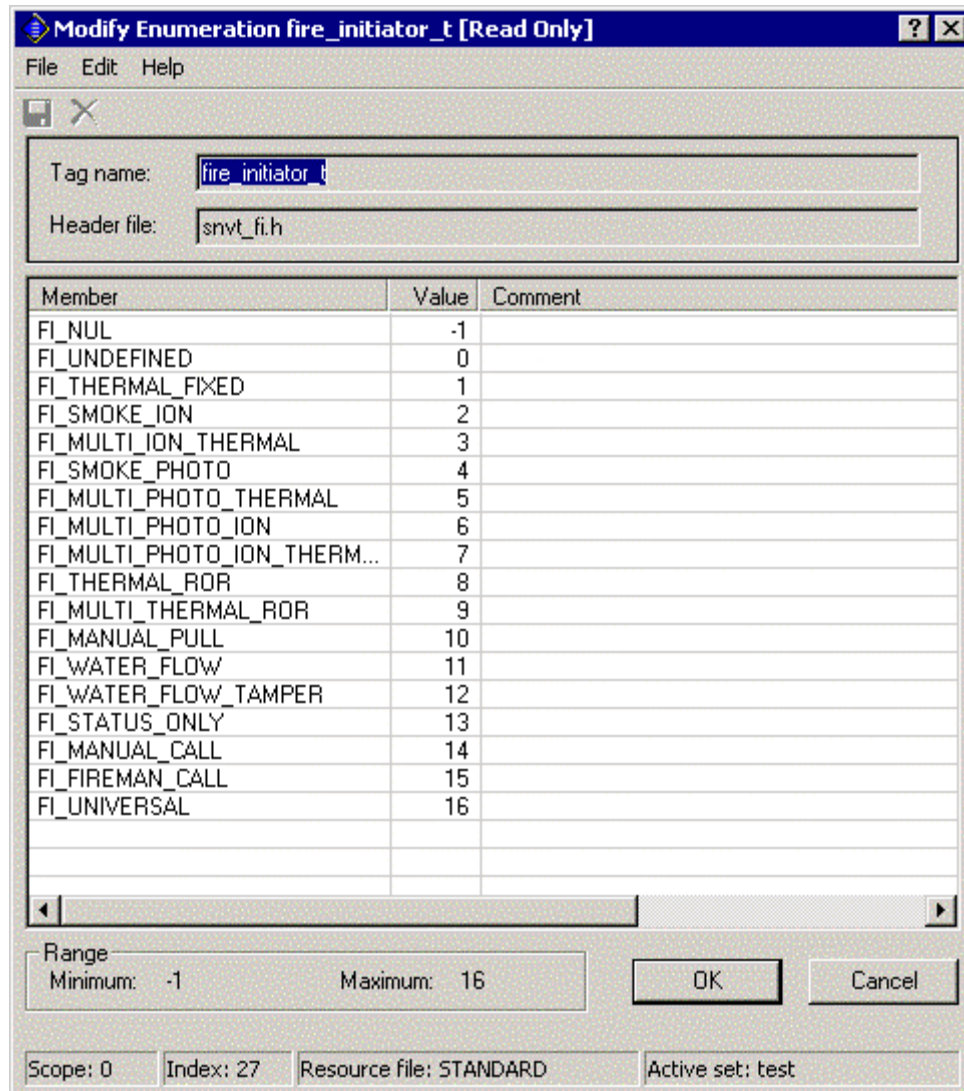 Modify Enumeration fire_initiator_t [Read Only]
File Edit Help
Tag name: fire_initiator_t
Header file: snvt_fi.h
Member Value Comment
FI_NUL -1
FI_UNDEFINED 0
FI_THERMAL_FIXED 1
FI_SMOKE_ION 2
FI_MULTI_ION_THERMAL 3
FI_SMOKE_PHOTO 4
FI_MULTI_PHOTO_THERMAL 5
FI_MULTI_PHOTO_ION 6
FI_MULTI_PHOTO_ION_THERM... 7
FI_THERMAL_ROR 8
FI_MULTI_THERMAL_ROR 9
FI_MANUAL_PULL 10
FI_WATER_FLOW 11
FI_WATER_FLOW_TAMPER 12
FI_STATUS_ONLY 13
FI_MANUAL_CALL 14
FI_FIREMAN_CALL 15
FI_UNIVERSAL 16
Range
Minimum: -1 Maximum: 16 OK Cancel
Scope: 0 Index: 27 Resource file: STANDARD Active set: test